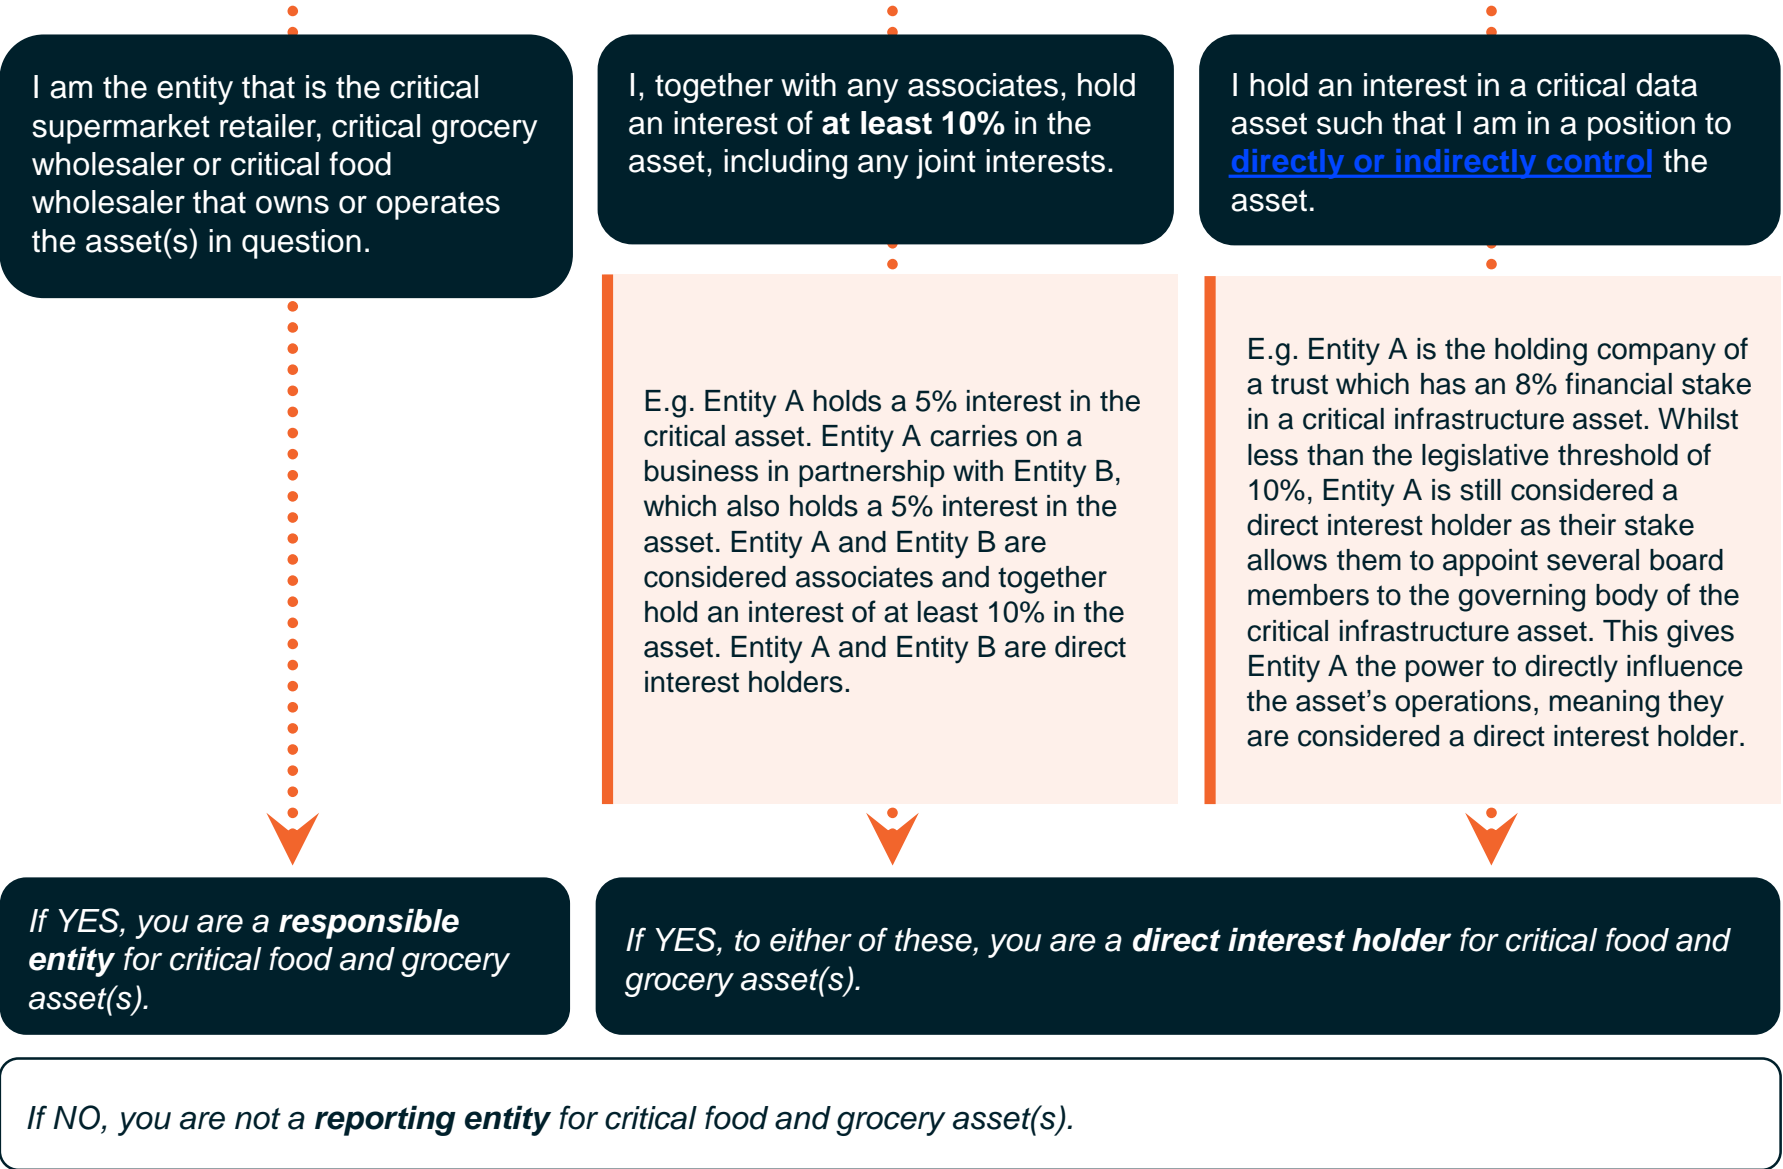 I am the entity that is the critical
supermarket retailer, critical grocery
wholesaler or critical food
wholesaler that owns or operates
the asset(s) in question.
I, together with any associates, hold
an interest of at least 10% in the
asset, including any joint interests.
I hold an interest in a critical data
asset such that I am in a position to
directly or indirectly control the
asset.
E.g. Entity A holds a 5% interest in the
critical asset. Entity A carries on a
business in partnership with Entity B,
which also holds a 5% interest in the
asset. Entity A and Entity B are
considered associates and together
hold an interest of at least 10% in the
asset. Entity A and Entity B are direct
interest holders.
E.g. Entity A is the holding company of
a trust which has an 8% financial stake
in a critical infrastructure asset. Whilst
less than the legislative threshold of
10%, Entity A is still considered a
direct interest holder as their stake
allows them to appoint several board
members to the governing body of the
critical infrastructure asset. This gives
Entity A the power to directly influence
the asset’s operations, meaning they
are considered a direct interest holder.
If YES, you are a responsible
entity for critical food and grocery
asset(s).
If YES, to either of these, you are a direct interest holder for critical food and
grocery asset(s).
If NO, you are not a reporting entity for critical food and grocery asset(s).